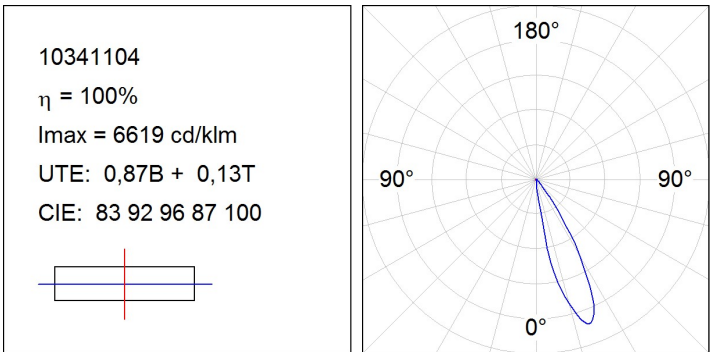 10341104
η = 100%
Imax = 6619 cd/klm
UTE: 0,87B + 0,13T
CIE: 83 92 96 87 100
180°
90° 90°
0°